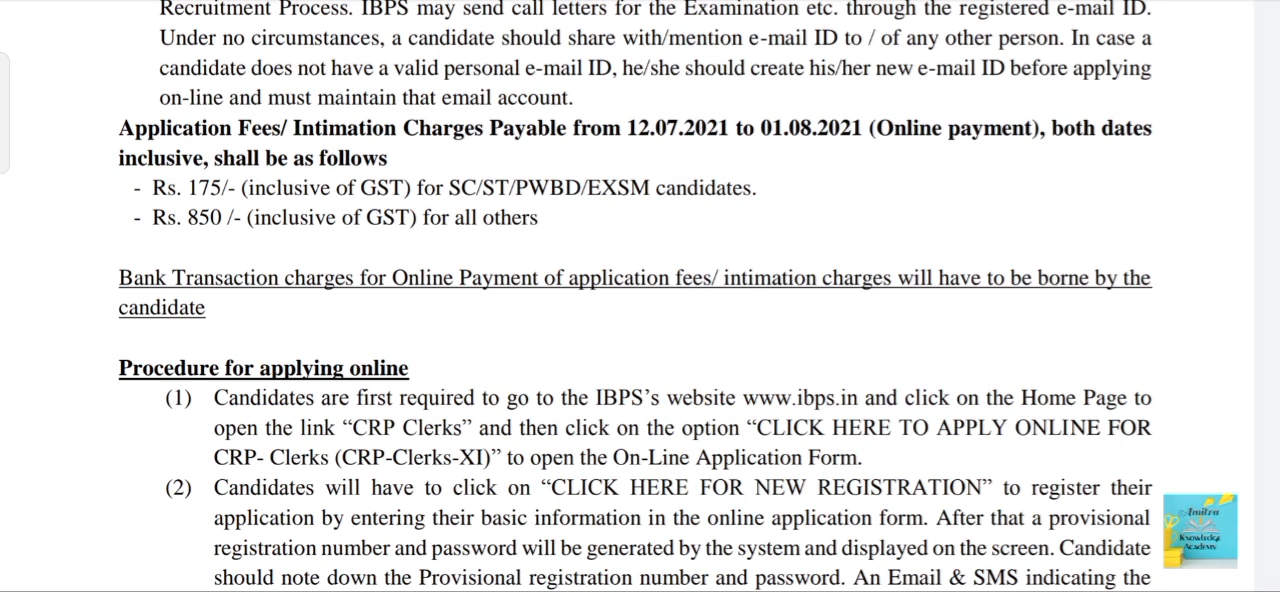 Recruitment Process. IBPS may send call letters for the Examination etc. through the registered e-mail ID.
Under no circumstances, a candidate should share with/mention e-mail ID to / of any other person. In case a
candidate does not have a valid personal e-mail ID, he/she should create his/her new e-mail ID before applying
on-line and must maintain that email account.
Application Fees/ Intimation Charges Payable from 12.07.2021 to 01.08.2021 (Online payment), both dates
inclusive, shall be as follows
- Rs. 175/- (inclusive of GST) for SC/ST/PWBD/EXSM candidates.
- Rs. 850 /- (inclusive of GST) for all others
Bank Transaction charges for Online Payment of application fees/ intimation charges will have to be borne by the
candidate
Procedure for applying online
(1) Candidates are first required to go to the IBPS’s website www.ibps.in and click on the Home Page to
open the link “CRP Clerks” and then click on the option “CLICK HERE TO APPLY ONLINE FOR
CRP- Clerks (CRP-Clerks-XI)” to open the On-Line Application Form.
(2) Candidates will have to click on “CLICK HERE FOR NEW REGISTRATION” to register their
application by entering their basic information in the online application form. After that a provisional
registration number and password will be generated by the system and displayed on the screen. Candidate
should note down the Provisional registration number and password. An Email & SMS indicating the
Amitra
Knowledge
Academy